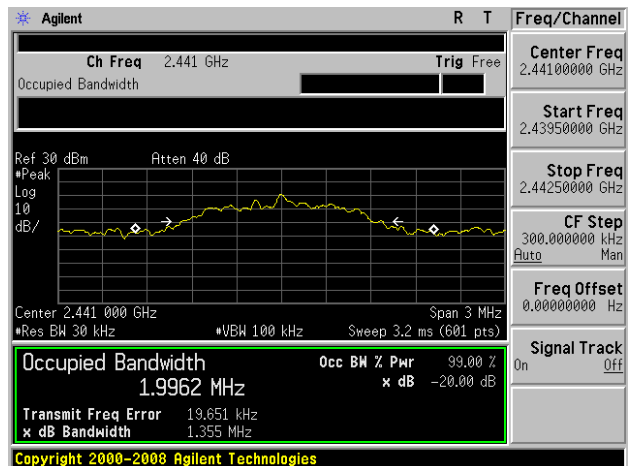 Agilent R T
Freq/Channel
Ch Freq 2.441 GHz Trig Free
Occupied Bandwidth
Center Freq
2.44100000 GHz
Start Freq
2.43950000 GHz
Stop Freq
2.44250000 GHz
CF Step
300.000000 kHz
Auto Man
Freq Offset
0.00000000 Hz
Signal Track
On Off
Ref 30 dBm Atten 40 dB
#Peak
Log
10
dB/
Center 2.441 000 GHz Span 3 MHz
#Res BW 30 kHz #VBW 100 kHz Sweep 3.2 ms (601 pts)
Occupied Bandwidth
1.9962 MHz
Occ BW % Pwr 99.00 %
x dB -20.00 dB
Transmit Freq Error 19.651 kHz
x dB Bandwidth 1.355 MHz
Copyright 2000-2008 Agilent Technologies